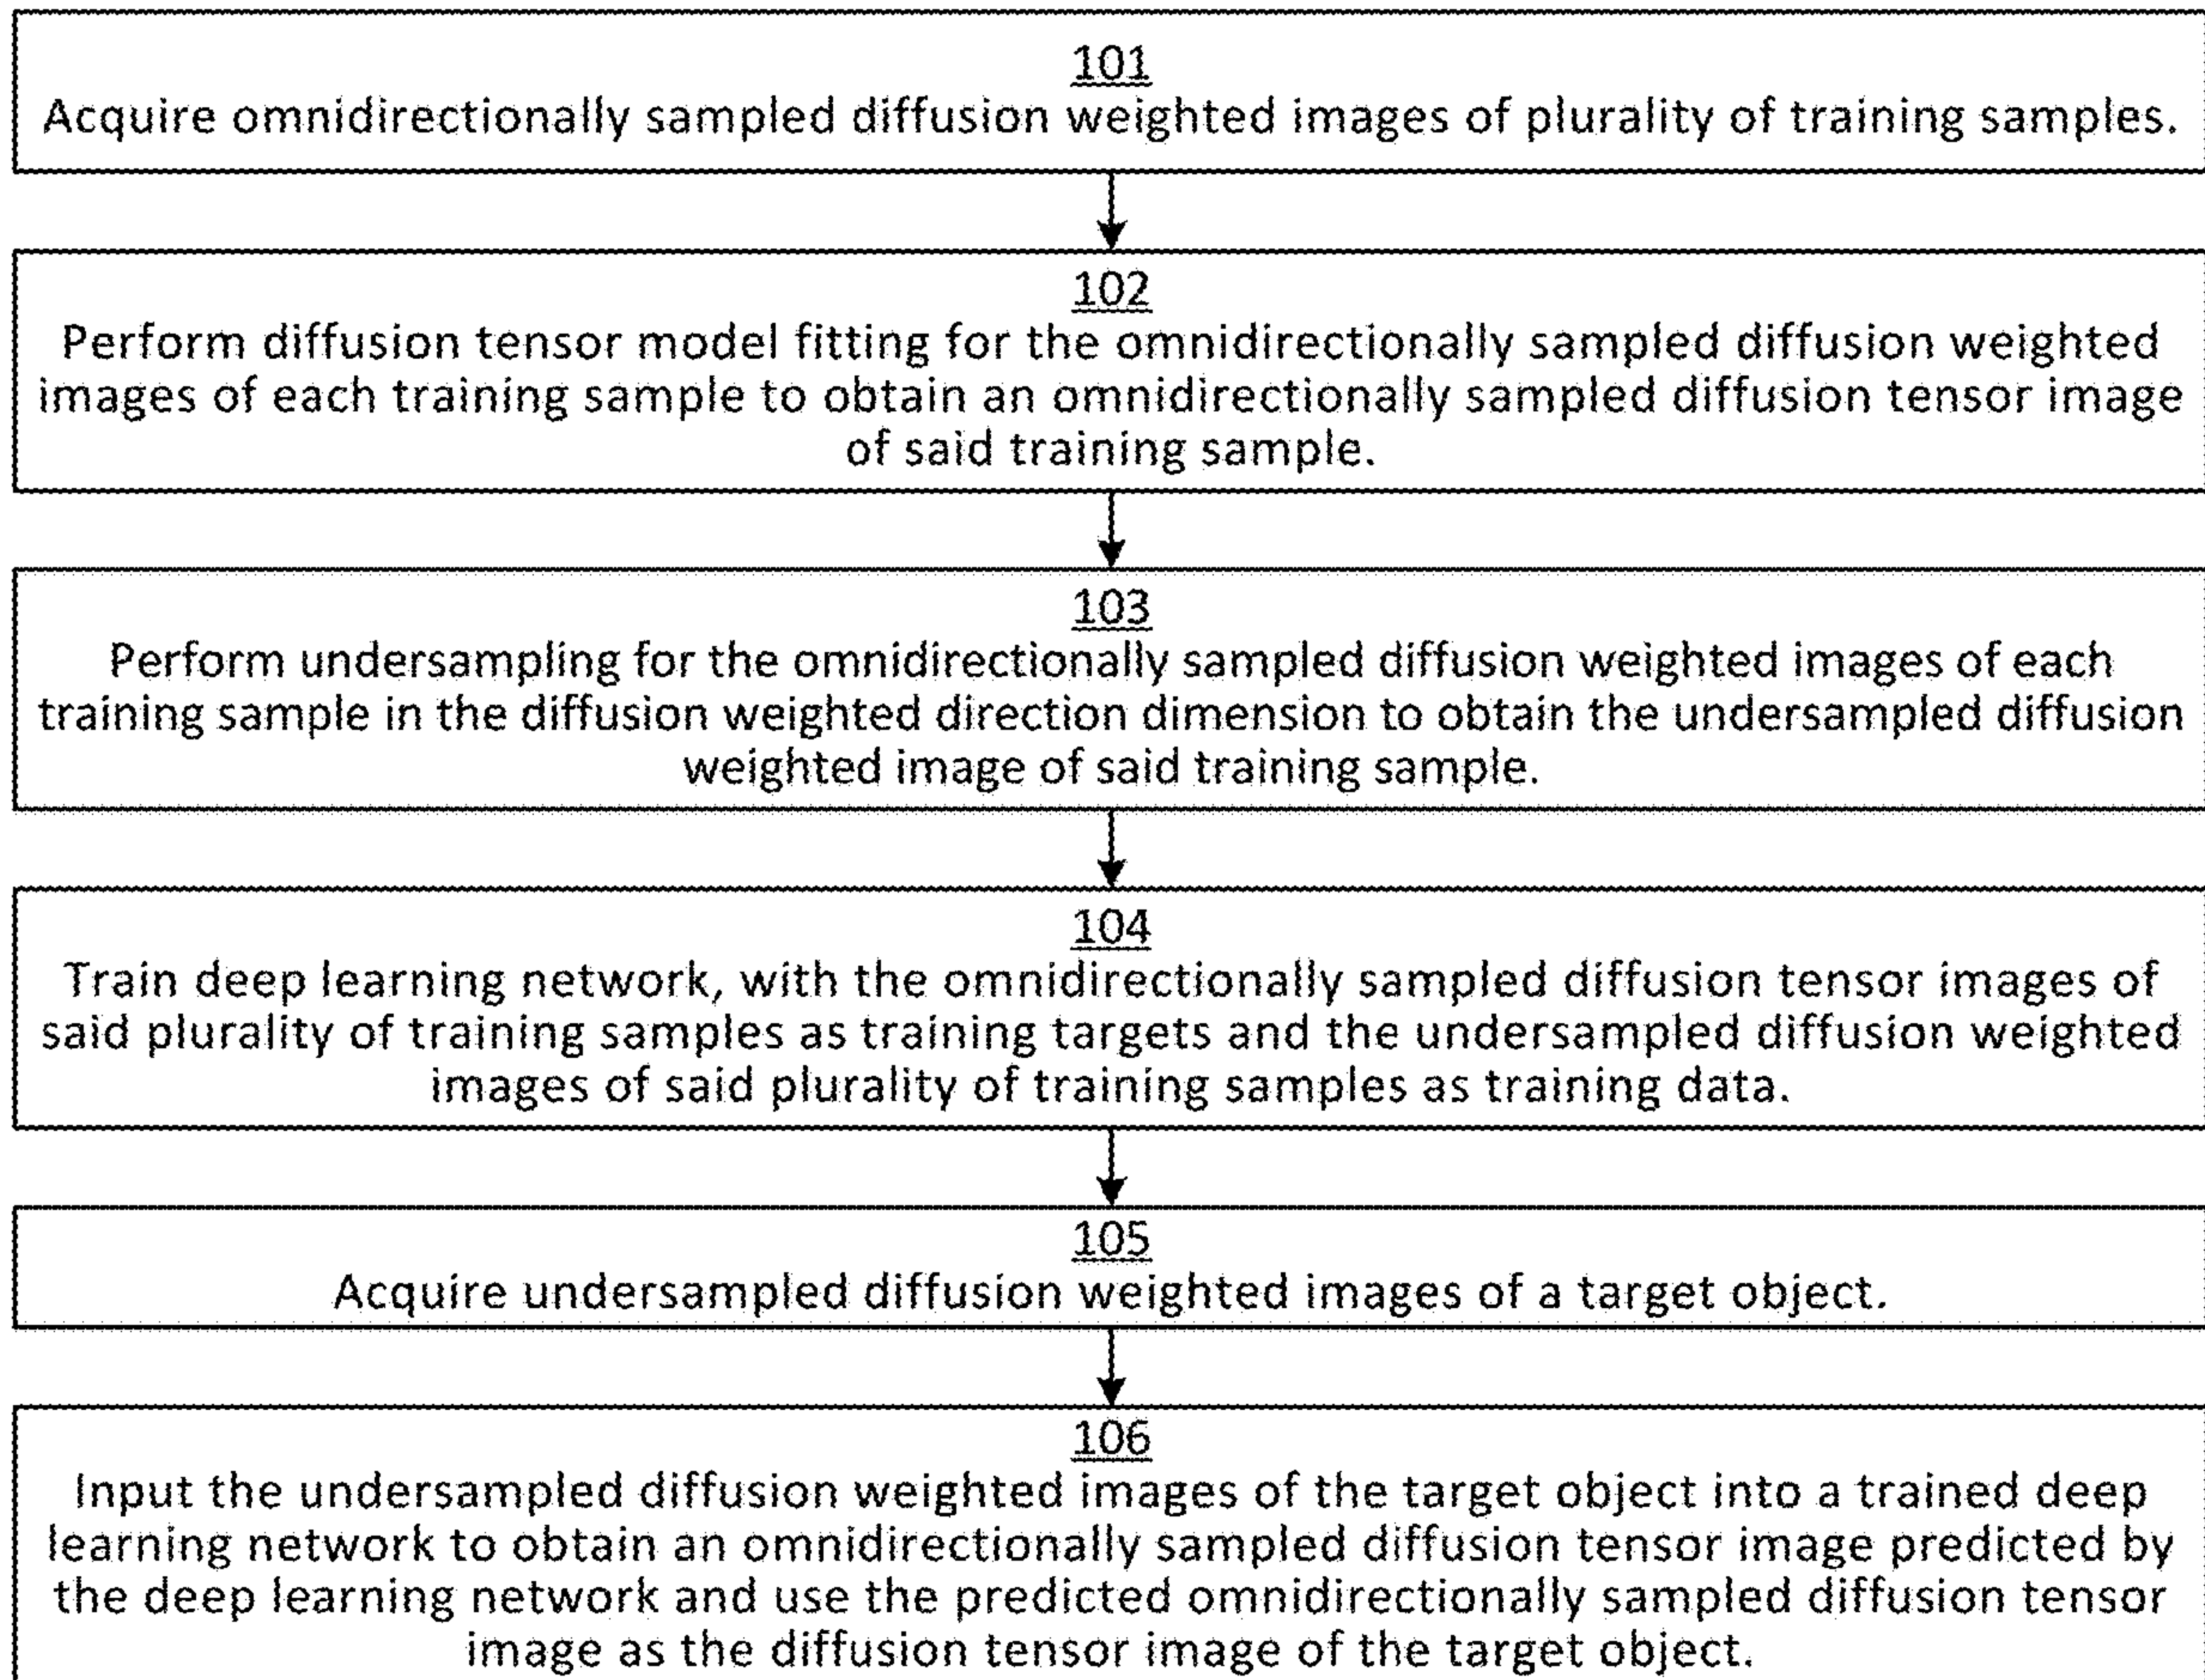 101
Acquire omnidirectionally sampled diffusion weighted images of plurality of training samples.
102
Perform diffusion tensor model fitting for the omnidirectionally sampled diffusion weighted
images of each training sample to obtain an omnidirectionally sampled diffusion tensor image
of said training sample.
103
Perform undersampling for the omnidirectionally sampled diffusion weighted images of each
training sample in the diffusion weighted direction dimension to obtain the undersampled diffusion
weighted image of said training sample.
104
Train deep learning network, with the omnidirectionally sampled diffusion tensor images of
said plurality of training samples as training targets and the undersampled diffusion weighted
images of said plurality of training samples as training data.
105
Acquire undersampled diffusion weighted images of a target object.
106
Input the undersampled diffusion weighted images of the target object into a trained deep
learning network to obtain an omnidirectionally sampled diffusion tensor image predicted by
the deep learning network and use the predicted omnidirectionally sampled diffusion tensor
image as the diffusion tensor image of the target object.